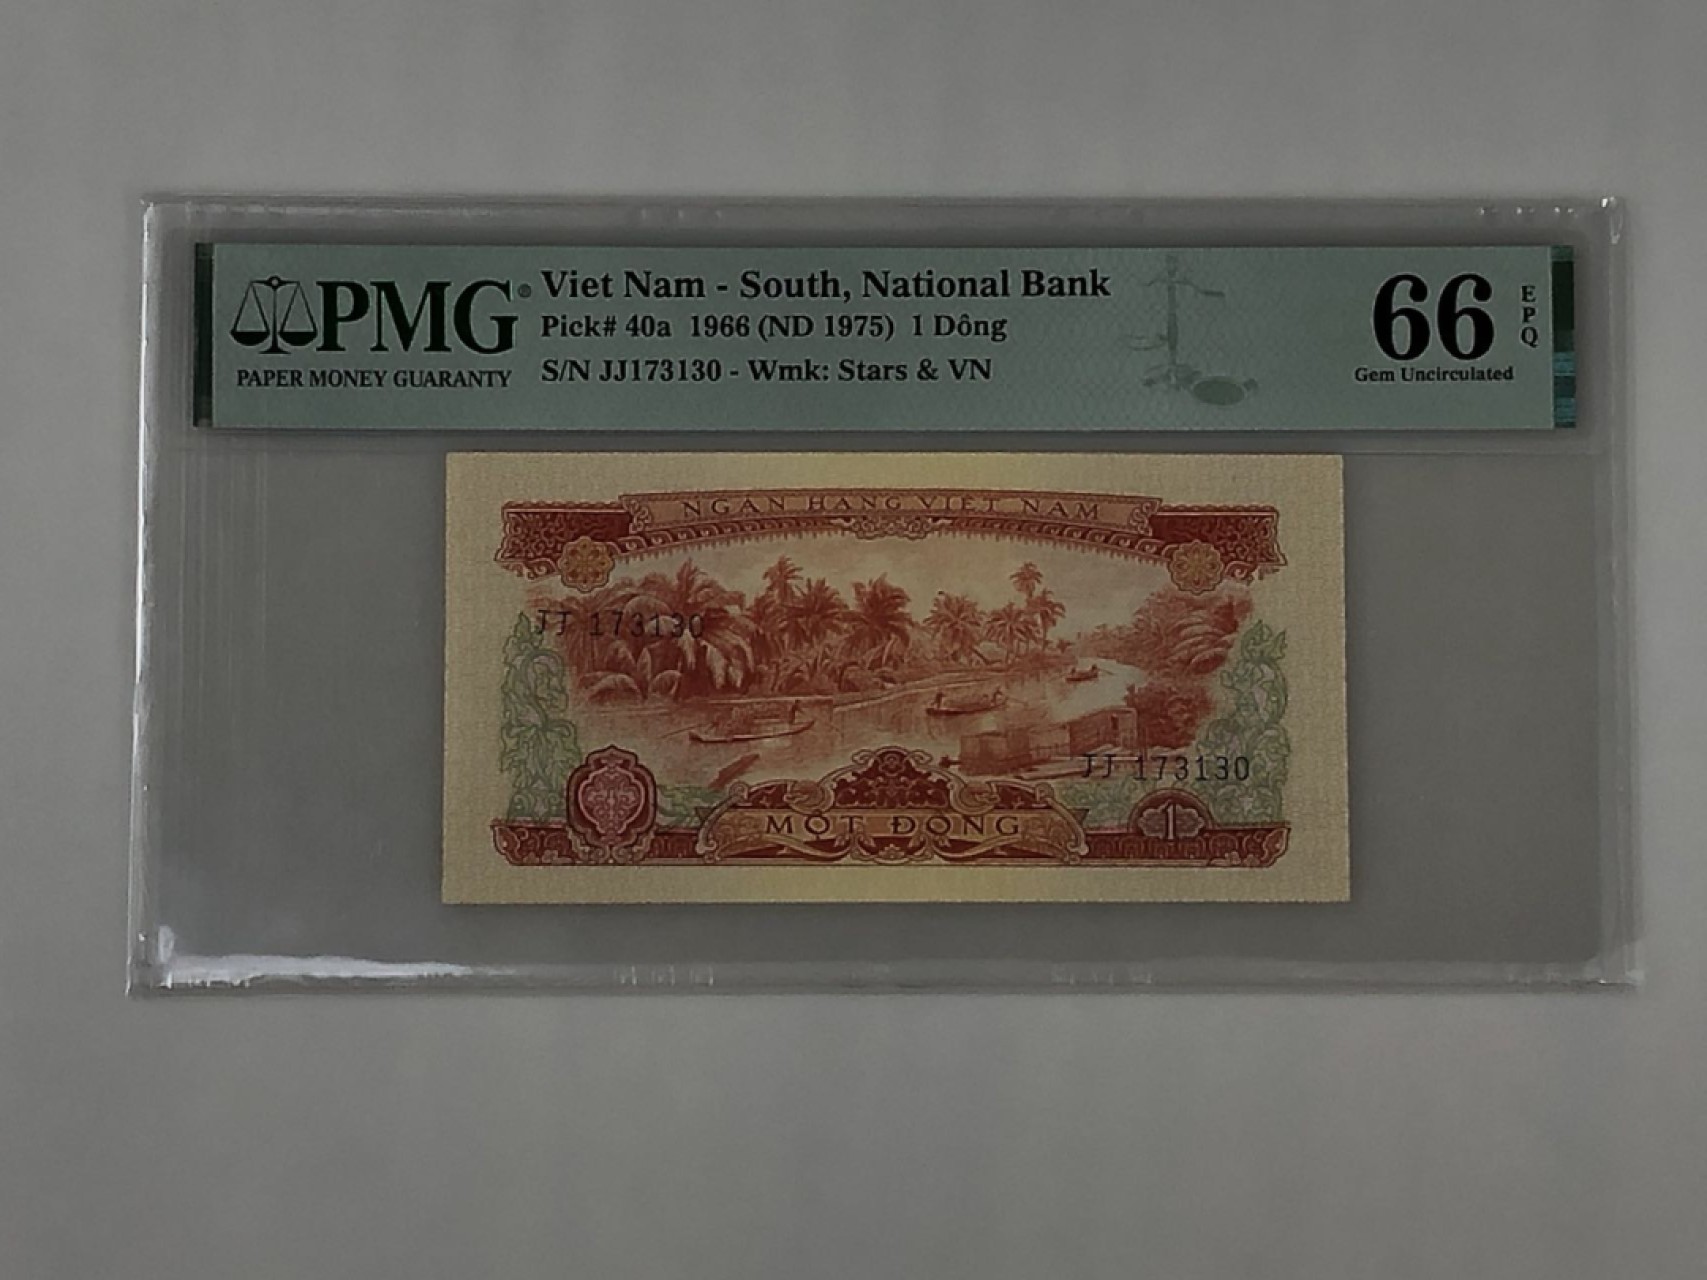 PMG®
PAPER MONEY GUARANTY
Viet Nam - South, National Bank
Pick# 40a 1966 (ND 1975) 1 Dông
S/N JJ173130 - Wmk: Stars & VN
66
EPQ
Gem Uncirculated
NGÂN HÀNG VIỆT NAM
JJ 173130
JJ 173130
MỘT ĐỒNG
1